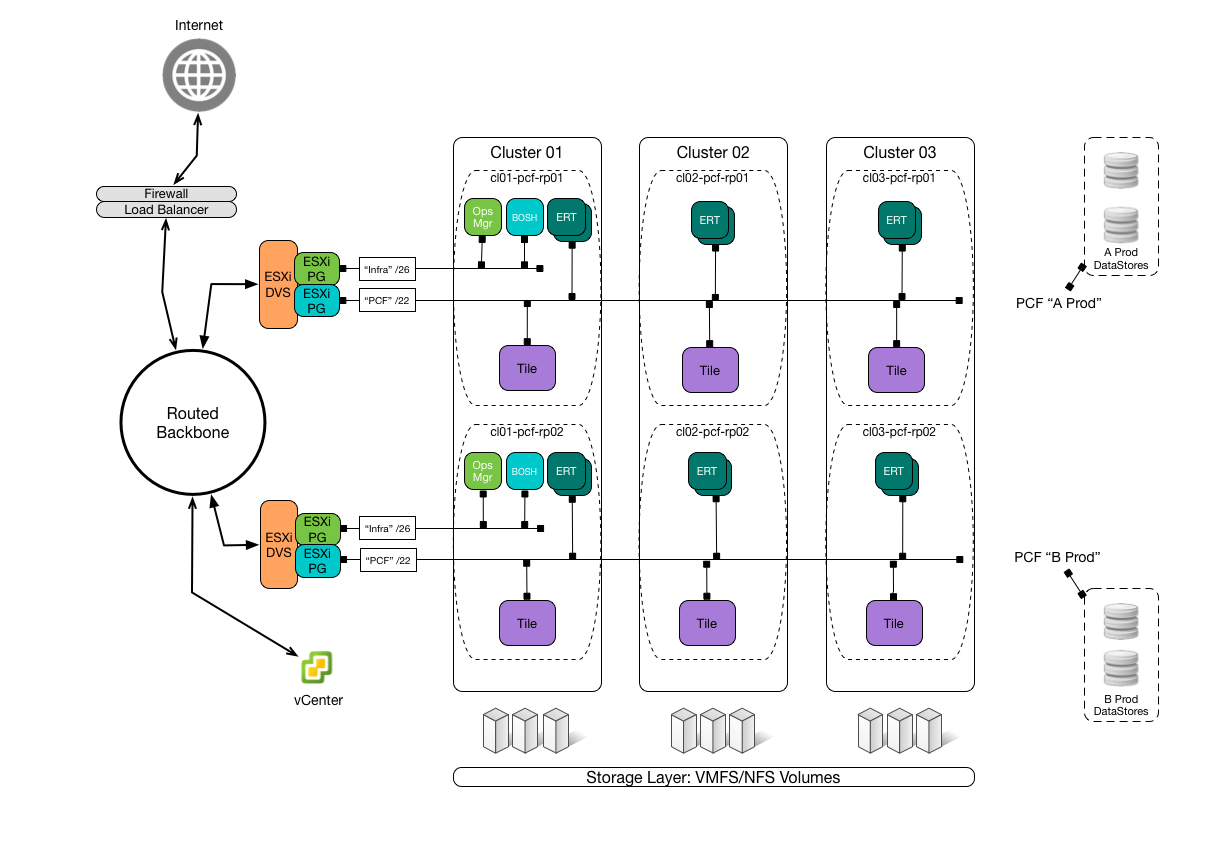 Internet
Firewall
Load Balancer
Cluster 01
Cluster 02
Cluster 03
cl01-pcf-rp01
cl02-pcf-rp01
cl03-pcf-rp01
Ops
Mgr
BOSH
ERT
ERT
ERT
ESXi
DVS
ESXi
PG
ESXi
PG
“Infra” /26
“PCF” /22
A Prod
DataStores
PCF “A Prod”
Tile
Tile
Tile
Routed
Backbone
cl01-pcf-rp02
cl02-pcf-rp02
cl03-pcf-rp02
Ops
Mgr
BOSH
ERT
ERT
ERT
ESXi
DVS
ESXi
PG
ESXi
PG
“Infra” /26
“PCF” /22
PCF “B Prod”
Tile
Tile
Tile
B Prod
DataStores
vCenter
Storage Layer: VMFS/NFS Volumes